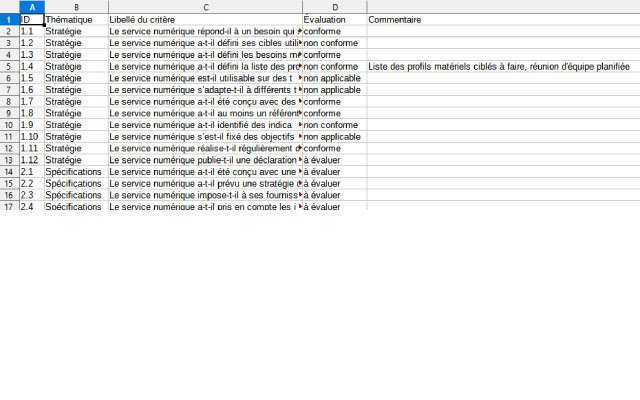 A B C D
1 ID Thématique Libellé du critère Évaluation Commentaire
2 1.1 Stratégie Le service numérique répond-il à un besoin qui conforme
3 1.2 Stratégie Le service numérique a-t-il défini ses cibles utili non conforme
4 1.3 Stratégie Le service numérique a-t-il défini les besoins conforme
5 1.4 Stratégie Le service numérique a-t-il défini la liste des pro non conforme Liste des profils matériels ciblés à faire, réunion d'équipe planifiée
6 1.5 Stratégie Le service numérique est-il utilisable sur des t non applicable
7 1.6 Stratégie Le service numérique s'adapte-t-il à différents t non applicable
8 1.7 Stratégie Le service numérique a-t-il été conçu avec des conforme
9 1.8 Stratégie Le service numérique a-t-il au moins un référent conforme
10 1.9 Stratégie Le service numérique a-t-il identifié des indica non conforme
11 1.10 Stratégie Le service numérique s'est-il fixé des objectifs non applicable
12 1.11 Stratégie Le service numérique réalise-t-il régulièrement d conforme
13 1.12 Stratégie Le service numérique publie-t-il une déclaration à évaluer
14 2.1 Spécifications Le service numérique a-t-il été conçu avec une à évaluer
15 2.2 Spécifications Le service numérique a-t-il prévu une stratégie d à évaluer
16 2.3 Spécifications Le service numérique impose-t-il à ses fourniss à évaluer
17 2.4 Spécifications Le service numérique a-t-il pris en compte les i à évaluer